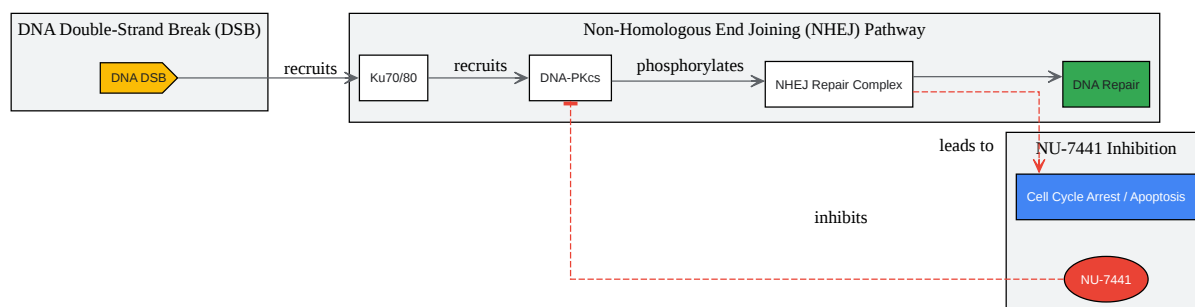 DNA Double-Strand Break (DSB)
Non-Homologous End Joining (NHEJ) Pathway
DNA DSB
recruits
Ku70/80
recruits
DNA-PKcs
phosphorylates
NHEJ Repair Complex
DNA Repair
leads to
NU-7441 Inhibition
Cell Cycle Arrest / Apoptosis
inhibits
NU-7441